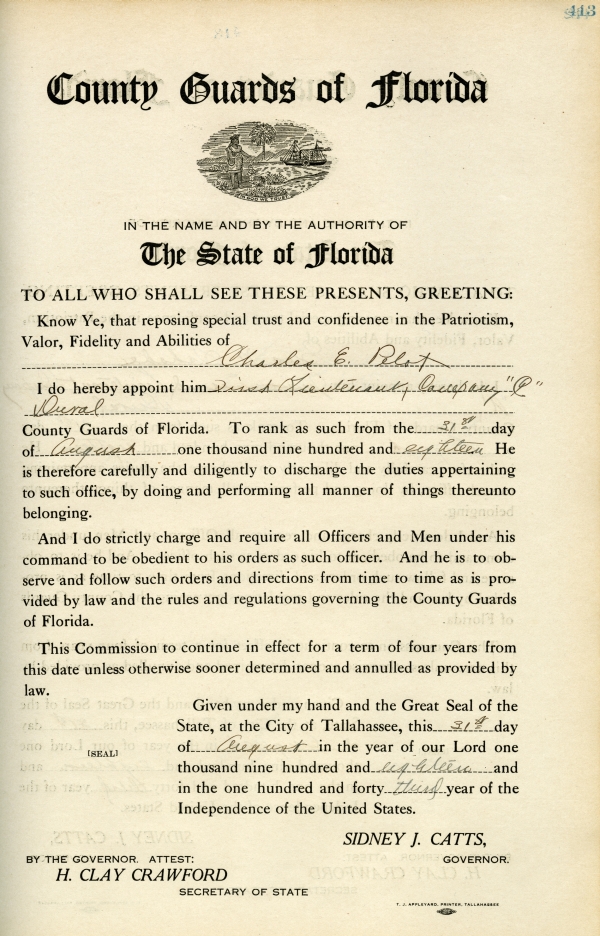 413
County Guards of Florida
IN GOD WE TRUST
IN THE NAME AND BY THE AUTHORITY OF
The State of Florida
TO ALL WHO SHALL SEE THESE PRESENTS, GREETING:
Know Ye, that reposing special trust and confidenee in the Patriotism,
Valor, Fidelity and Abilities of
Charles E. Pelot
I do hereby appoint him First Lieutenant, Company "C"
Duval
County Guards of Florida. To rank as such from the 31st day
of August one thousand nine hundred and eighteen He
is therefore carefully and diligently to discharge the duties appertaining
to such office, by doing and performing all manner of things thereunto
belonging.
And I do strictly charge and require all Officers and Men under his
command to be obedient to his orders as such officer. And he is to ob-
serve and follow such orders and directions from time to time as is pro-
vided by law and the rules and regulations governing the County Guards
of Florida.
This Commission to continue in effect for a term of four years from
this date unless otherwise sooner determined and annulled as provided by
law.
Given under my hand and the Great Seal of the
State, at the City of Tallahassee, this 31st day
of August in the year of our Lord one
[SEAL]
thousand nine hundred and eighteen and
in the one hundred and forty third year of the
Independence of the United States.
SIDNEY J. CATTS,
GOVERNOR.
BY THE GOVERNOR. ATTEST:
H. CLAY CRAWFORD
SECRETARY OF STATE
T. J. APPLEYARD, PRINTER, TALLAHASSEE